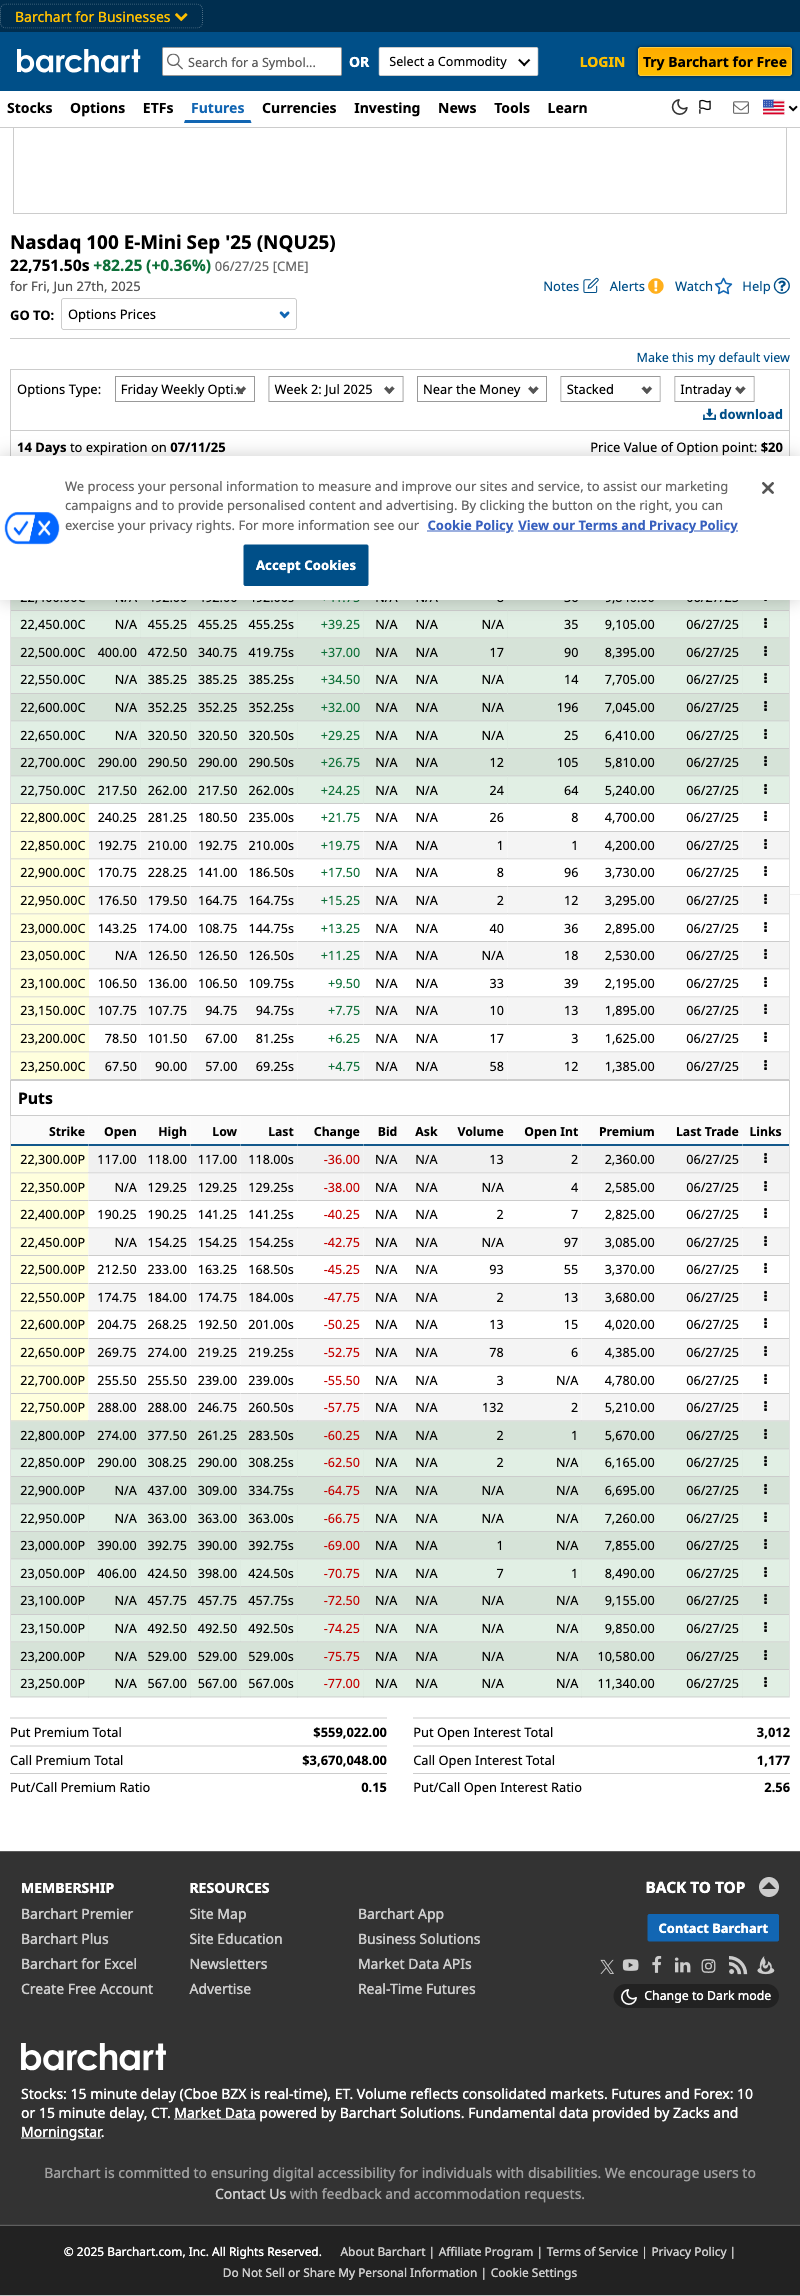 Barchart for Businesses
barchart Search for a Symbol... OR Select a Commodity LOGIN Try Barchart for Free
Stocks Options ETFs Futures Currencies Investing News Tools Learn
Nasdaq 100 E-Mini Sep '25 (NQU25)
22,751.50s +82.25 (+0.36%) 06/27/25 [CME]
for Fri, Jun 27th, 2025 Notes Alerts Watch Help
GO TO: Options Prices
Make this my default view
Options Type: Friday Weekly Opti... Week 2: Jul 2025 Near the Money Stacked Intraday
download
14 Days to expiration on 07/11/25 Price Value of Option point: $20
We process your personal information to measure and improve our sites and service, to assist our marketing
campaigns and to provide personalised content and advertising. By clicking the button on the right, you can
exercise your privacy rights. For more information see our Cookie Policy View our Terms and Privacy Policy
Accept Cookies
22,450.00C N/A 455.25 455.25 455.25s +39.25 N/A N/A N/A 35 9,105.00 06/27/25
22,500.00C 400.00 472.50 340.75 419.75s +37.00 N/A N/A 17 90 8,395.00 06/27/25
22,550.00C N/A 385.25 385.25 385.25s +34.50 N/A N/A N/A 14 7,705.00 06/27/25
22,600.00C N/A 352.25 352.25 352.25s +32.00 N/A N/A N/A 196 7,045.00 06/27/25
22,650.00C N/A 320.50 320.50 320.50s +29.25 N/A N/A N/A 25 6,410.00 06/27/25
22,700.00C 290.00 290.50 290.00 290.50s +26.75 N/A N/A 12 105 5,810.00 06/27/25
22,750.00C 217.50 262.00 217.50 262.00s +24.25 N/A N/A 24 64 5,240.00 06/27/25
22,800.00C 240.25 281.25 180.50 235.00s +21.75 N/A N/A 26 8 4,700.00 06/27/25
22,850.00C 192.75 210.00 192.75 210.00s +19.75 N/A N/A 1 1 4,200.00 06/27/25
22,900.00C 170.75 228.25 141.00 186.50s +17.50 N/A N/A 8 96 3,730.00 06/27/25
22,950.00C 176.50 179.50 164.75 164.75s +15.25 N/A N/A 2 12 3,295.00 06/27/25
23,000.00C 143.25 174.00 108.75 144.75s +13.25 N/A N/A 40 36 2,895.00 06/27/25
23,050.00C N/A 126.50 126.50 126.50s +11.25 N/A N/A N/A 18 2,530.00 06/27/25
23,100.00C 106.50 136.00 106.50 109.75s +9.50 N/A N/A 33 39 2,195.00 06/27/25
23,150.00C 107.75 107.75 94.75 94.75s +7.75 N/A N/A 10 13 1,895.00 06/27/25
23,200.00C 78.50 101.50 67.00 81.25s +6.25 N/A N/A 17 3 1,625.00 06/27/25
23,250.00C 67.50 90.00 57.00 69.25s +4.75 N/A N/A 58 12 1,385.00 06/27/25
Puts
Strike Open High Low Last Change Bid Ask Volume Open Int Premium Last Trade Links
22,300.00P 117.00 118.00 117.00 118.00s -36.00 N/A N/A 13 2 2,360.00 06/27/25
22,350.00P N/A 129.25 129.25 129.25s -38.00 N/A N/A N/A 4 2,585.00 06/27/25
22,400.00P 190.25 190.25 141.25 141.25s -40.25 N/A N/A 2 7 2,825.00 06/27/25
22,450.00P N/A 154.25 154.25 154.25s -42.75 N/A N/A N/A 97 3,085.00 06/27/25
22,500.00P 212.50 233.00 163.25 168.50s -45.25 N/A N/A 93 55 3,370.00 06/27/25
22,550.00P 174.75 184.00 174.75 184.00s -47.75 N/A N/A 2 13 3,680.00 06/27/25
22,600.00P 204.75 268.25 192.50 201.00s -50.25 N/A N/A 13 15 4,020.00 06/27/25
22,650.00P 269.75 274.00 219.25 219.25s -52.75 N/A N/A 78 6 4,385.00 06/27/25
22,700.00P 255.50 255.50 239.00 239.00s -55.50 N/A N/A 3 N/A 4,780.00 06/27/25
22,750.00P 288.00 288.00 246.75 260.50s -57.75 N/A N/A 132 2 5,210.00 06/27/25
22,800.00P 274.00 377.50 261.25 283.50s -60.25 N/A N/A 2 1 5,670.00 06/27/25
22,850.00P 290.00 308.25 290.00 308.25s -62.50 N/A N/A 2 N/A 6,165.00 06/27/25
22,900.00P N/A 437.00 309.00 334.75s -64.75 N/A N/A N/A N/A 6,695.00 06/27/25
22,950.00P N/A 363.00 363.00 363.00s -66.75 N/A N/A N/A N/A 7,260.00 06/27/25
23,000.00P 390.00 392.75 390.00 392.75s -69.00 N/A N/A 1 N/A 7,855.00 06/27/25
23,050.00P 406.00 424.50 398.00 424.50s -70.75 N/A N/A 7 1 8,490.00 06/27/25
23,100.00P N/A 457.75 457.75 457.75s -72.50 N/A N/A N/A N/A 9,155.00 06/27/25
23,150.00P N/A 492.50 492.50 492.50s -74.25 N/A N/A N/A N/A 9,850.00 06/27/25
23,200.00P N/A 529.00 529.00 529.00s -75.75 N/A N/A N/A N/A 10,580.00 06/27/25
23,250.00P N/A 567.00 567.00 567.00s -77.00 N/A N/A N/A N/A 11,340.00 06/27/25
Put Premium Total $559,022.00 Put Open Interest Total 3,012
Call Premium Total $3,670,048.00 Call Open Interest Total 1,177
Put/Call Premium Ratio 0.15 Put/Call Open Interest Ratio 2.56
MEMBERSHIP RESOURCES BACK TO TOP
Barchart Premier Site Map Barchart App
Contact Barchart
Barchart Plus Site Education Business Solutions
Barchart for Excel Newsletters Market Data APIs
Create Free Account Advertise Real-Time Futures
Change to Dark mode
barchart
Stocks: 15 minute delay (Cboe BZX is real-time), ET. Volume reflects consolidated markets. Futures and Forex: 10
or 15 minute delay, CT. Market Data powered by Barchart Solutions. Fundamental data provided by Zacks and
Morningstar.
Barchart is committed to ensuring digital accessibility for individuals with disabilities. We encourage users to
Contact Us with feedback and accommodation requests.
© 2025 Barchart.com, Inc. All Rights Reserved. About Barchart | Affiliate Program | Terms of Service | Privacy Policy |
Do Not Sell or Share My Personal Information | Cookie Settings